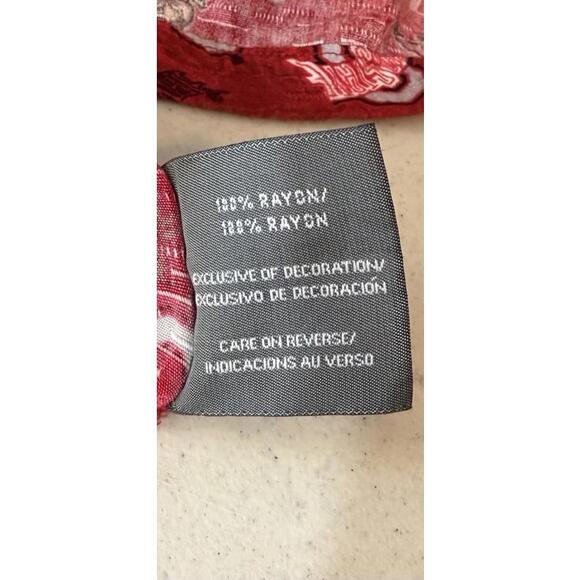 100% RAYON/
100% RAYON
EXCLUSIVE OF DECORATION/
EXCLUSIVO DE DECORACIÓN
CARE ON REVERSE/
INDICACIONS AU VERSO